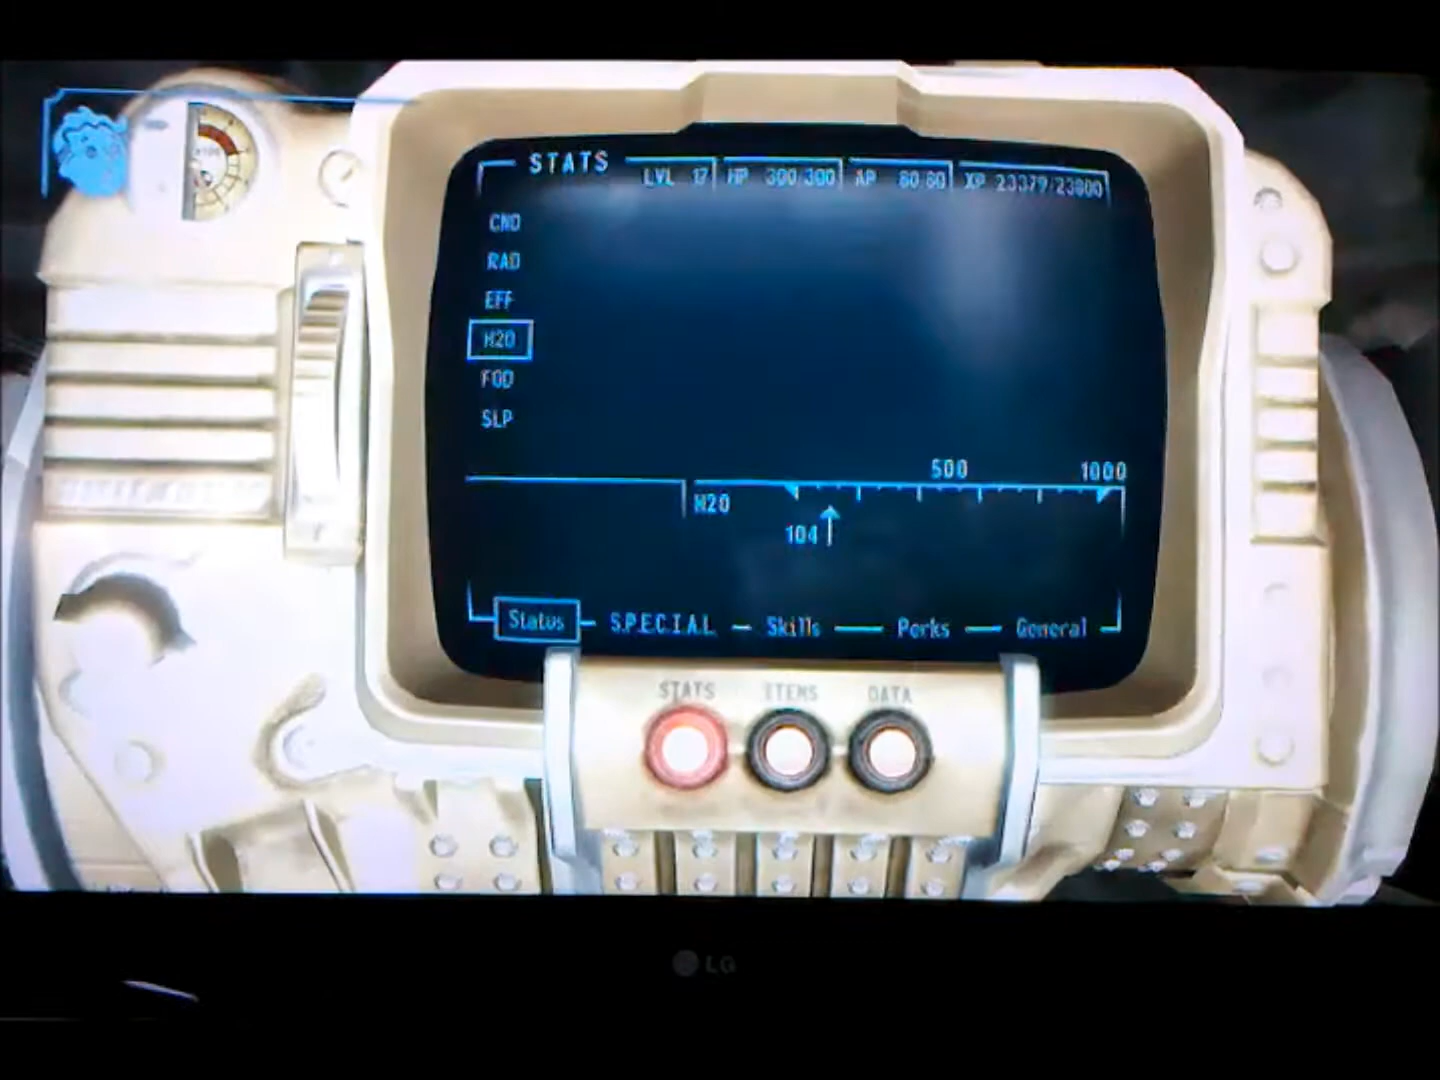 STATS LVL 17 HP 300/300 AP 80/80 XP 23379/23800
CND
RAD
EFF
H2O
FOD
SLP
500 1000
H2O
104
Status S.P.E.C.I.A.L. Skills Perks General
STATS ITEMS DATA
LG